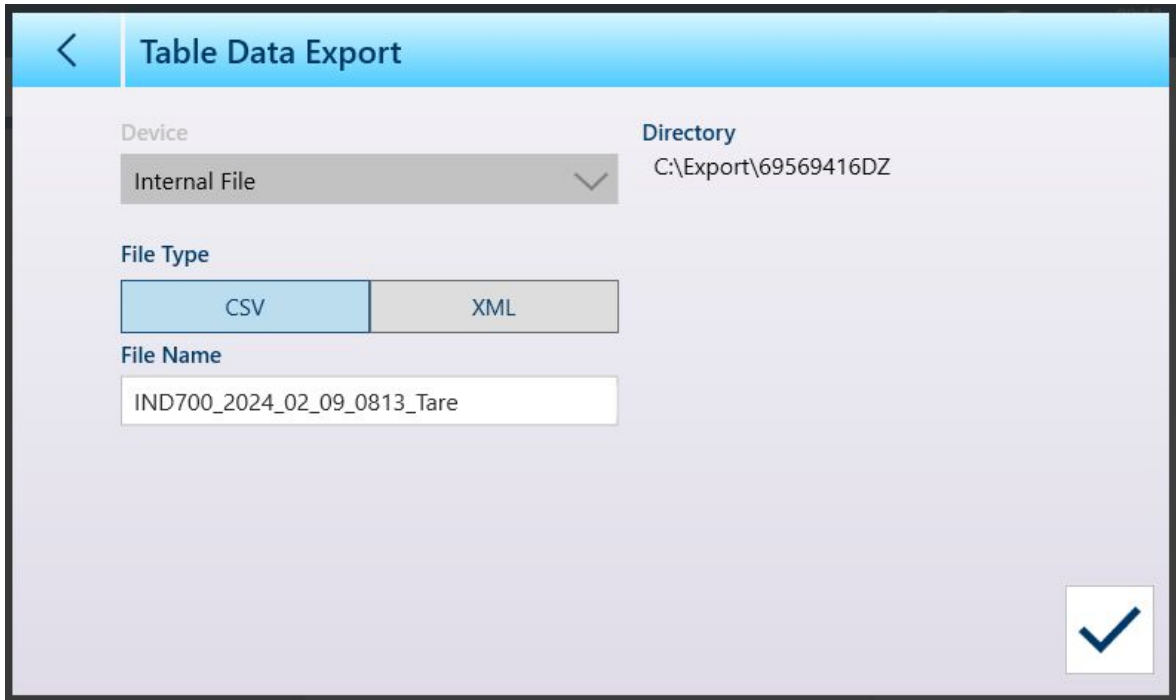 Table Data Export
Device
Internal File
Directory
C:\Export\69569416DZ
File Type
CSV
XML
File Name
IND700_2024_02_09_0813_Tare